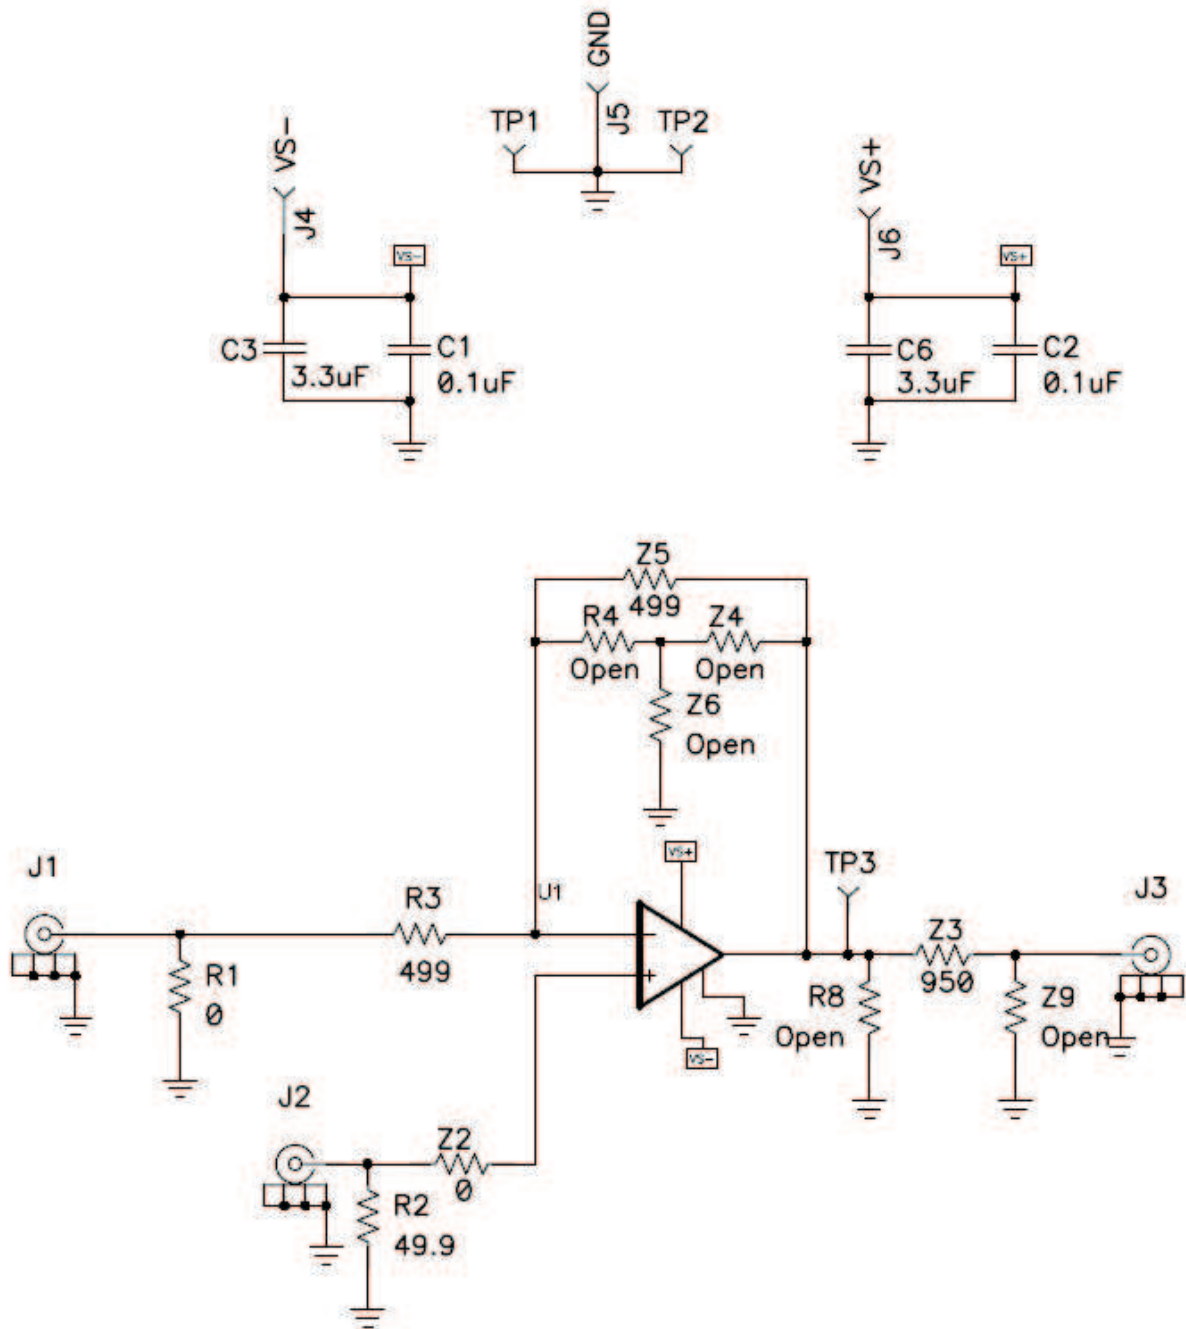 GND
TP1
J5
TP2
VS-
J4
VS-
VS+
J6
VS+
C3
3.3uF
C1
0.1uF
C6
3.3uF
C2
0.1uF
Z5
499
R4
Open
Z4
Open
Z6
Open
VS+
U1
J1
R3
499
R1
0
TP3
J3
Z3
950
R8
Open
Z9
Open
VS-
J2
Z2
0
R2
49.9
-
+